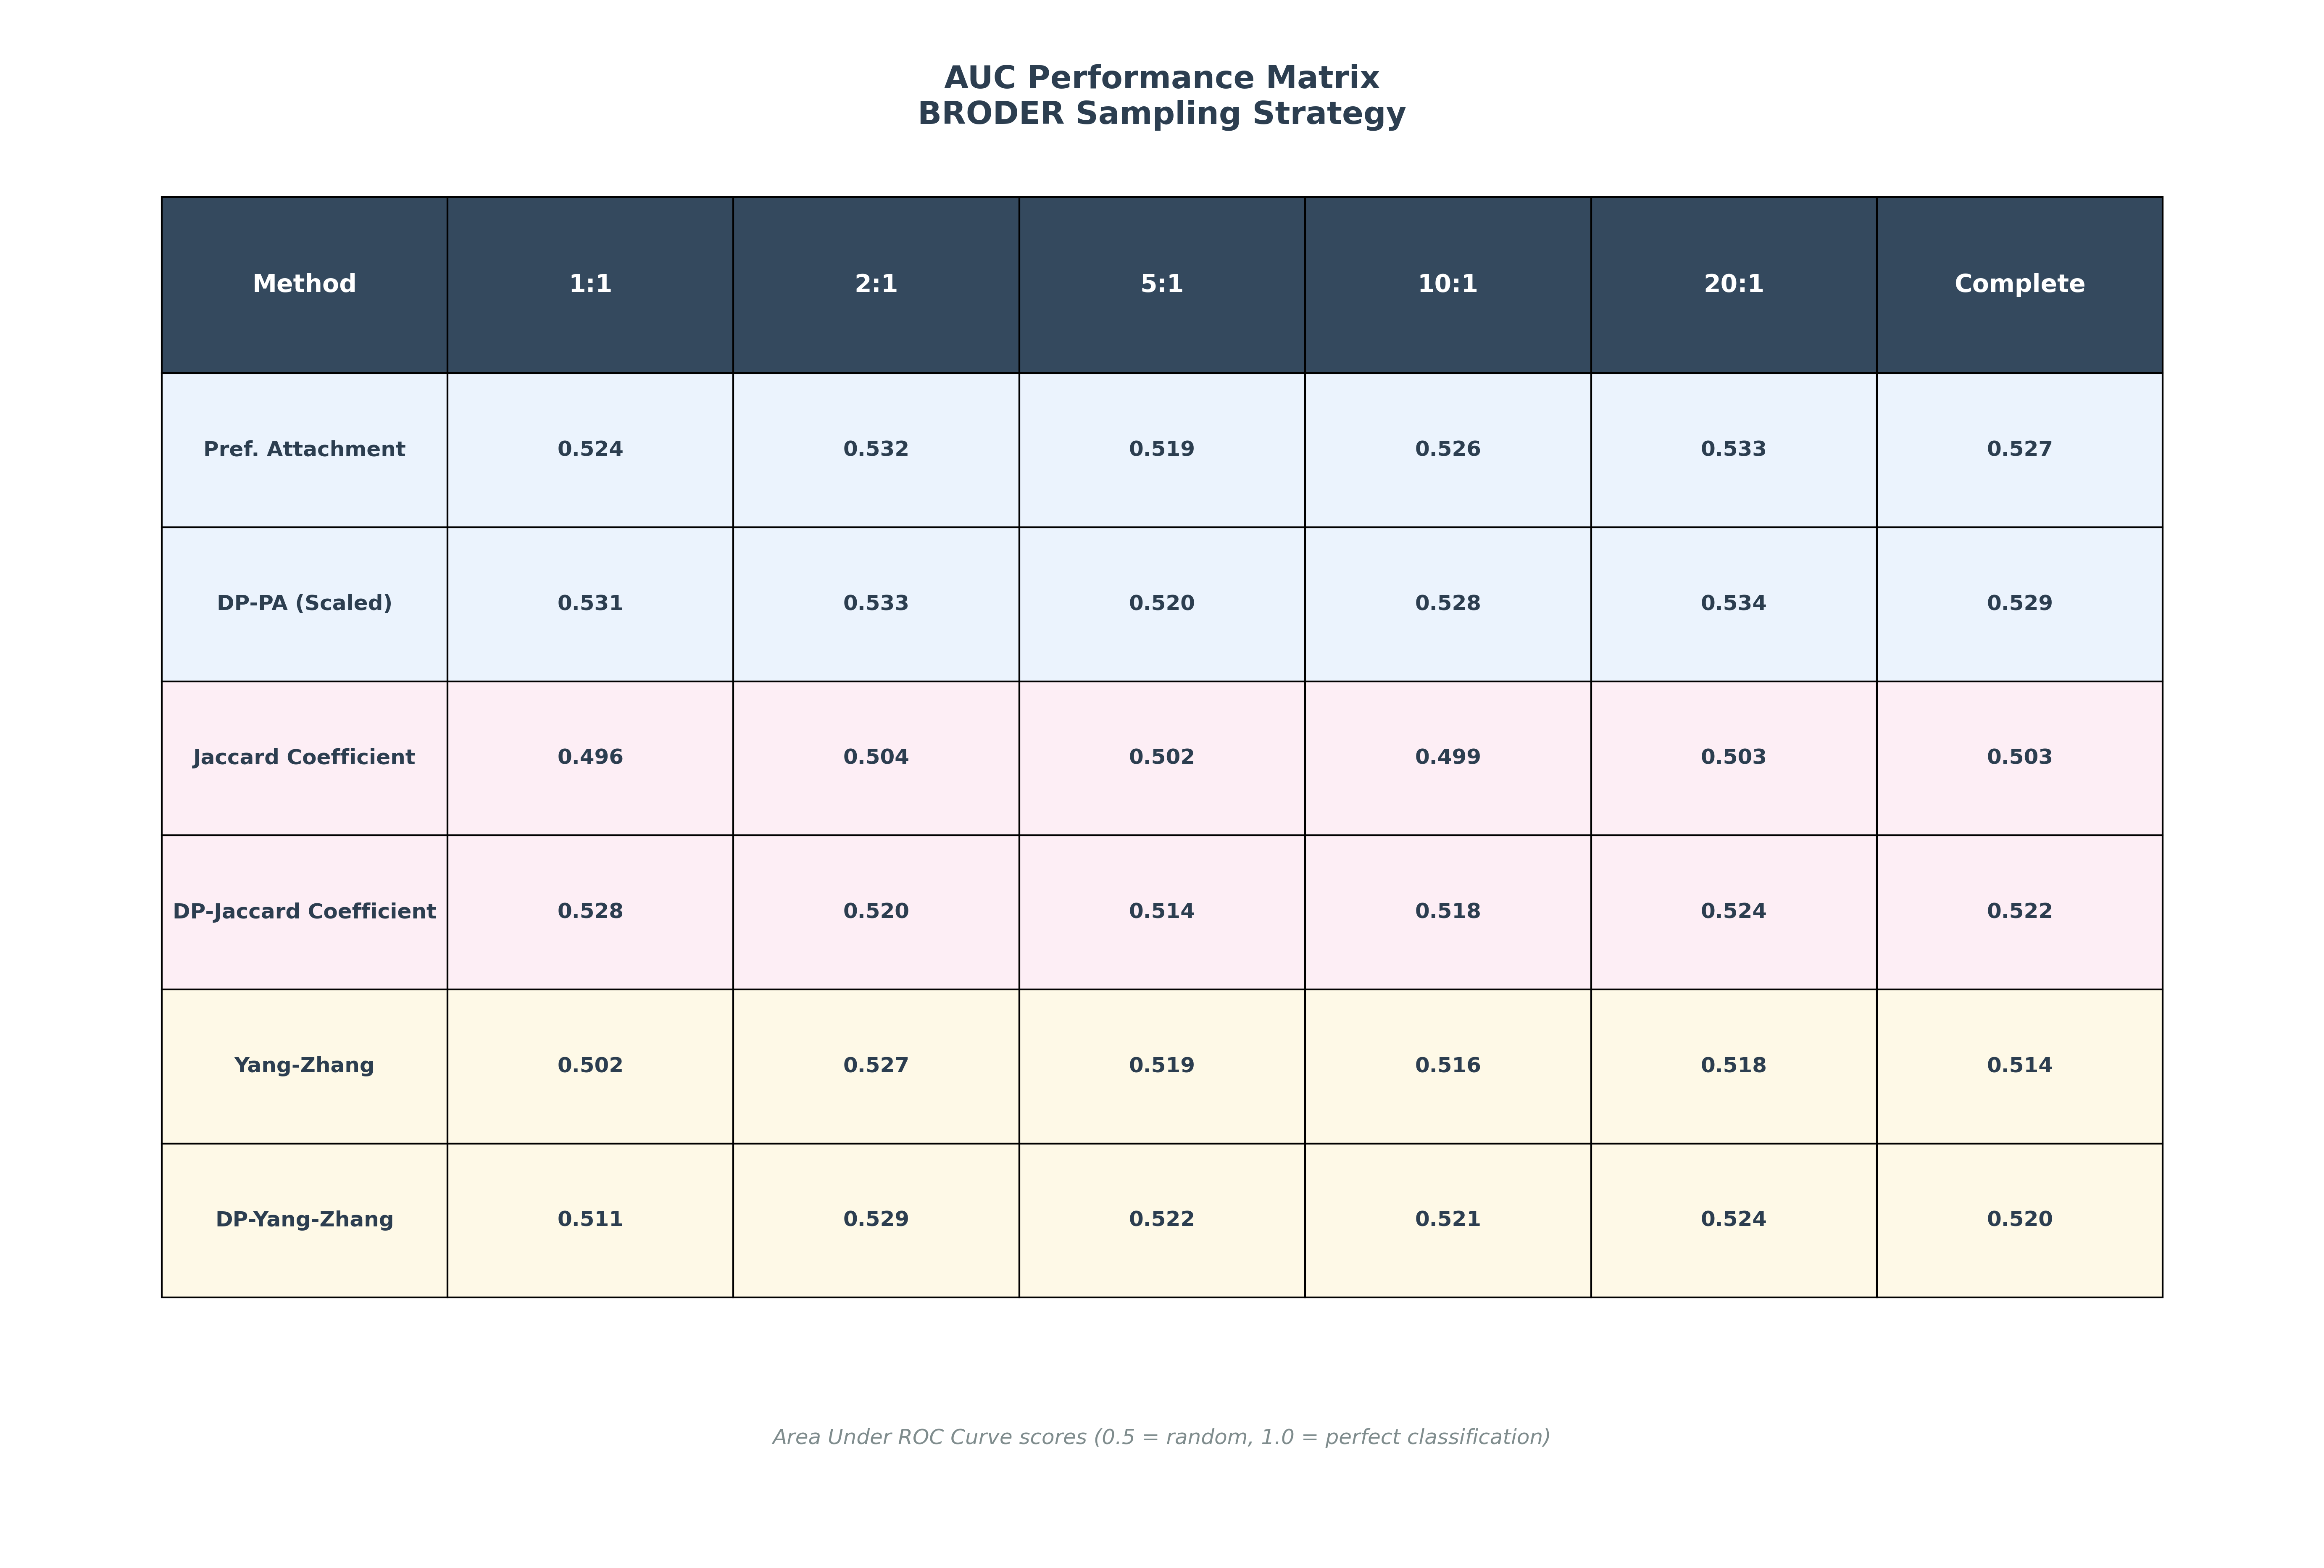 AUC Performance Matrix
BRODER Sampling Strategy
Method 1:1 2:1 5:1 10:1 20:1 Complete
Pref. Attachment 0.524 0.532 0.519 0.526 0.533 0.527
DP-PA (Scaled) 0.531 0.533 0.520 0.528 0.534 0.529
Jaccard Coefficient 0.496 0.504 0.502 0.499 0.503 0.503
DP-Jaccard Coefficient 0.528 0.520 0.514 0.518 0.524 0.522
Yang-Zhang 0.502 0.527 0.519 0.516 0.518 0.514
DP-Yang-Zhang 0.511 0.529 0.522 0.521 0.524 0.520
Area Under ROC Curve scores (0.5 = random, 1.0 = perfect classification)